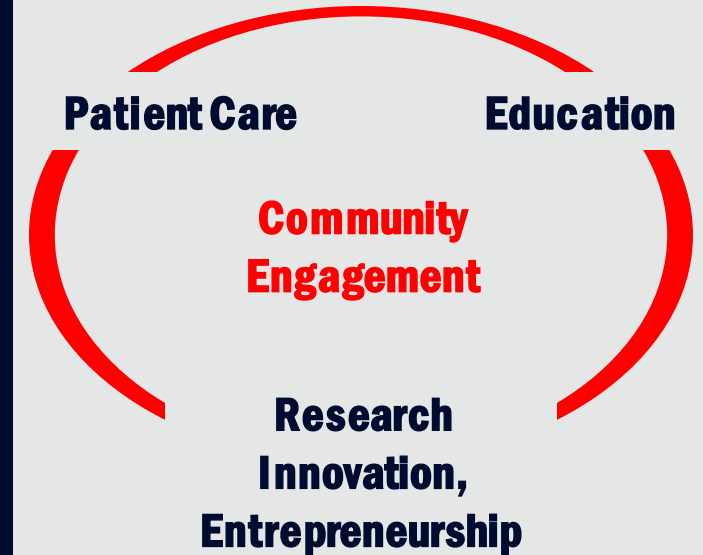 Patient Care
Education
Community
Engagement
Research
Innovation,
Entrepreneurship